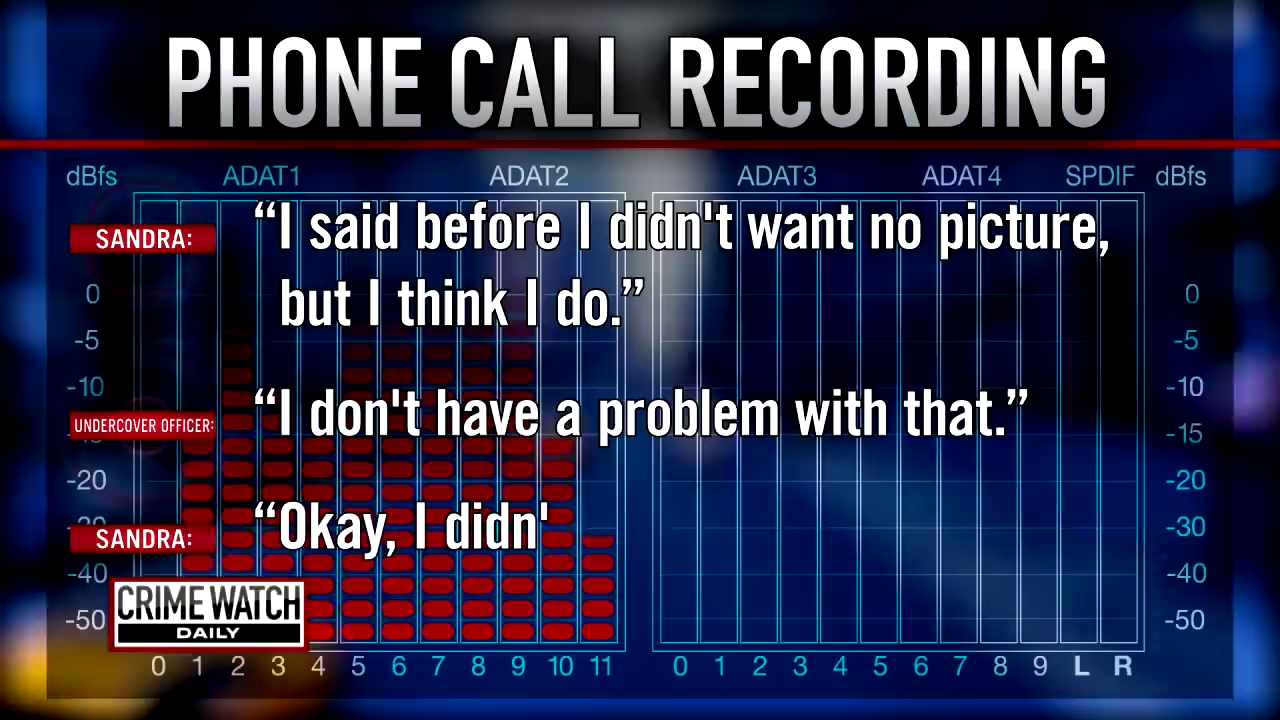 PHONE CALL RECORDING
dBfs ADAT1 ADAT2 ADAT3 ADAT4 SPDIF dBfs
SANDRA: “I said before I didn't want no picture,
but I think I do.”
0 0
-5 -5
-10 -10
UNDERCOVER OFFICER: “I don't have a problem with that.”
-15
-20 -20
SANDRA: “Okay, I didn'
-30
-40 -40
CRIME WATCH
DAILY
-50 -50
0 1 2 3 4 5 6 7 8 9 10 11 0 1 2 3 4 5 6 7 8 9 L R